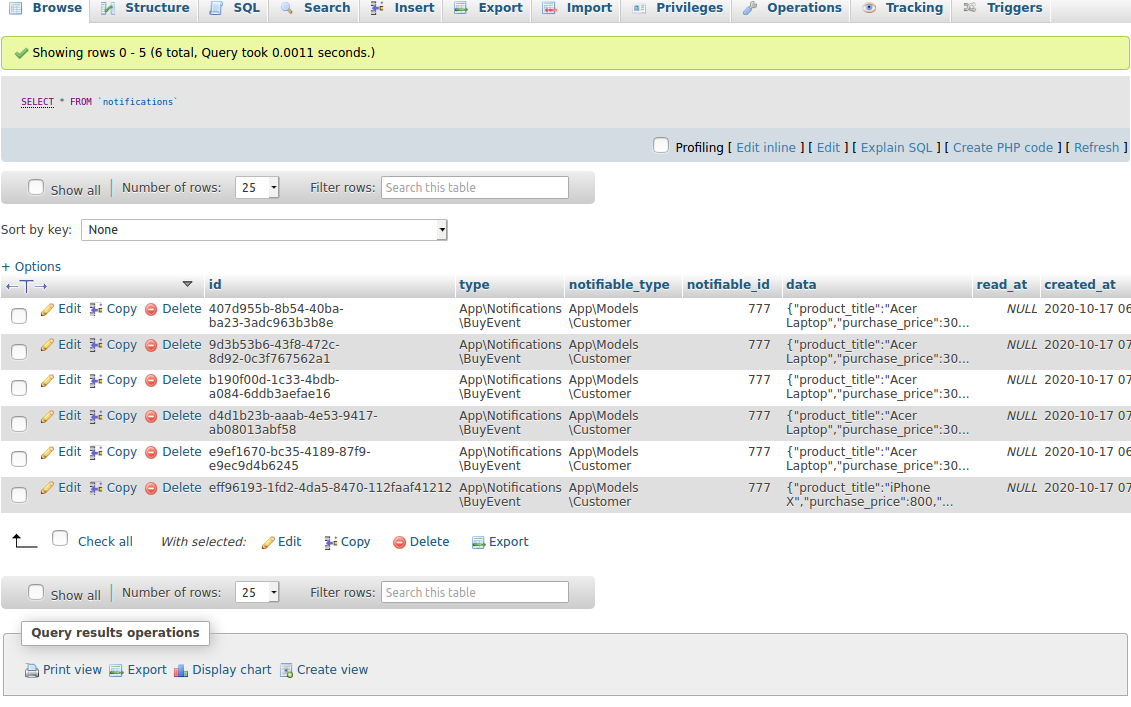 Browse Structure SQL Search Insert Export Import Privileges Operations Tracking Triggers
Showing rows 0 - 5 (6 total, Query took 0.0011 seconds.)
SELECT * FROM `notifications`
Profiling [ Edit inline ] [ Edit ] [ Explain SQL ] [ Create PHP code ] [ Refresh ]
Show all Number of rows: 25 Filter rows: Search this table
Sort by key: None
+ Options
←T→ id type notifiable_type notifiable_id data read_at created_at
Edit Copy Delete 407d955b-8b54-40ba- App\Notifications App\Models 777 {"product_title":"Acer NULL 2020-10-17 06
ba23-3adc963b3b8e \BuyEvent \Customer Laptop","purchase_price":30...
Edit Copy Delete 9d3b53b6-43f8-472c- App\Notifications App\Models 777 {"product_title":"Acer NULL 2020-10-17 07
8d92-0c3f767562a1 \BuyEvent \Customer Laptop","purchase_price":30...
Edit Copy Delete b190f00d-1c33-4bdb- App\Notifications App\Models 777 {"product_title":"Acer NULL 2020-10-17 07
a084-6ddb3aefae16 \BuyEvent \Customer Laptop","purchase_price":30...
Edit Copy Delete d4d1b23b-aaab-4e53-9417- App\Notifications App\Models 777 {"product_title":"Acer NULL 2020-10-17 07
ab08013abf58 \BuyEvent \Customer Laptop","purchase_price":30...
Edit Copy Delete e9ef1670-bc35-4189-87f9- App\Notifications App\Models 777 {"product_title":"Acer NULL 2020-10-17 06
e9ec9d4b6245 \BuyEvent \Customer Laptop","purchase_price":30...
Edit Copy Delete eff96193-1fd2-4da5-8470-112faaf41212 App\Notifications App\Models 777 {"product_title":"iPhone NULL 2020-10-17 07
\BuyEvent \Customer X","purchase_price":800,"...
Check all With selected: Edit Copy Delete Export
Show all Number of rows: 25 Filter rows: Search this table
Query results operations
Print view Export Display chart Create view